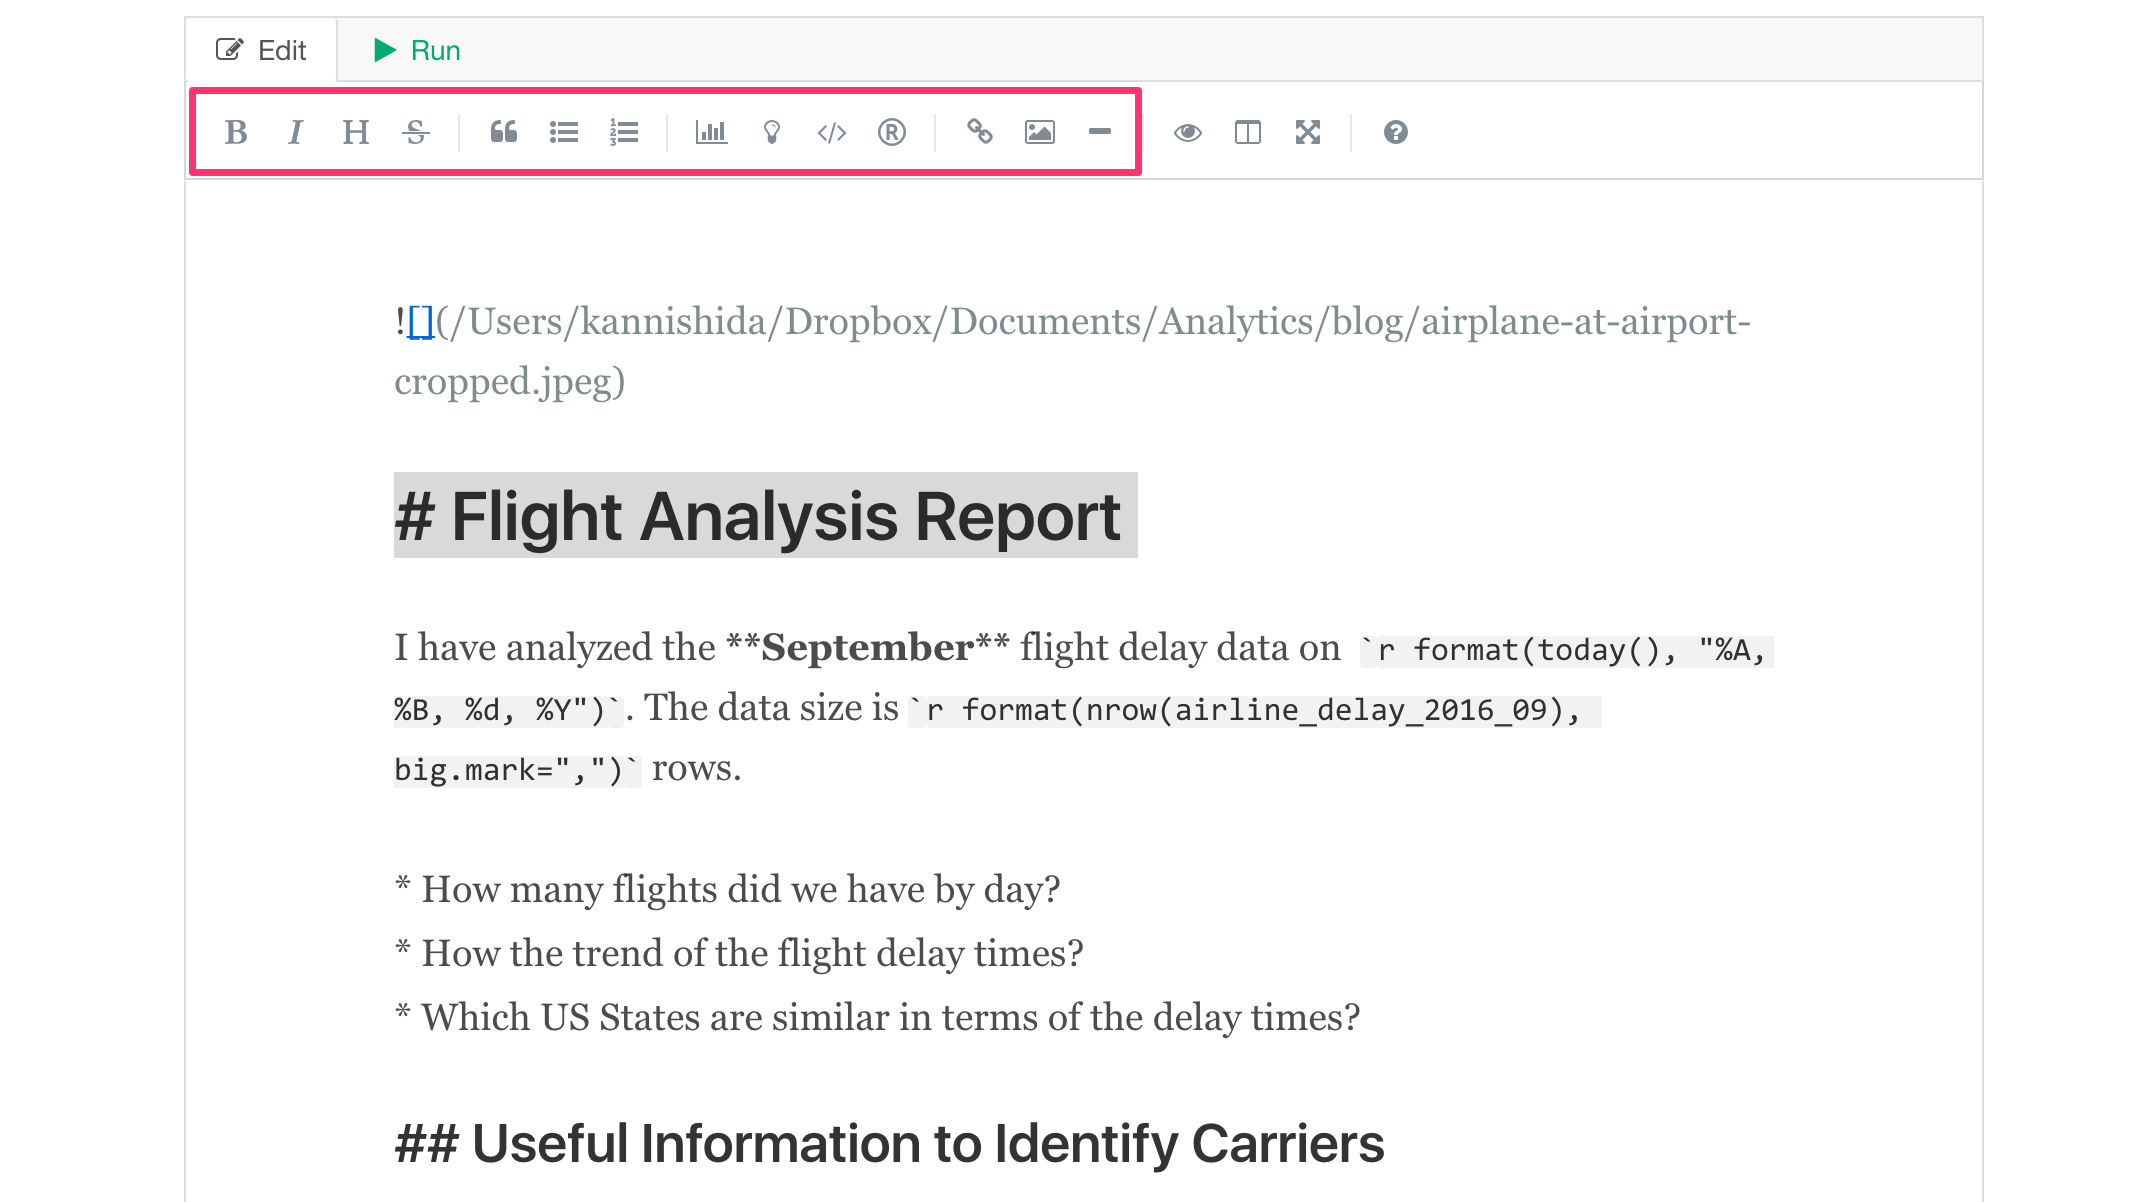 Edit Run
B I H S </> R ?
![](/Users/kannishida/Dropbox/Documents/Analytics/blog/airplane-at-airport-
cropped.jpeg)
# Flight Analysis Report
I have analyzed the **September** flight delay data on `r format(today(), "%A,
%B, %d, %Y")`. The data size is `r format(nrow(airline_delay_2016_09),
big.mark=",")` rows.
* How many flights did we have by day?
* How the trend of the flight delay times?
* Which US States are similar in terms of the delay times?
## Useful Information to Identify Carriers